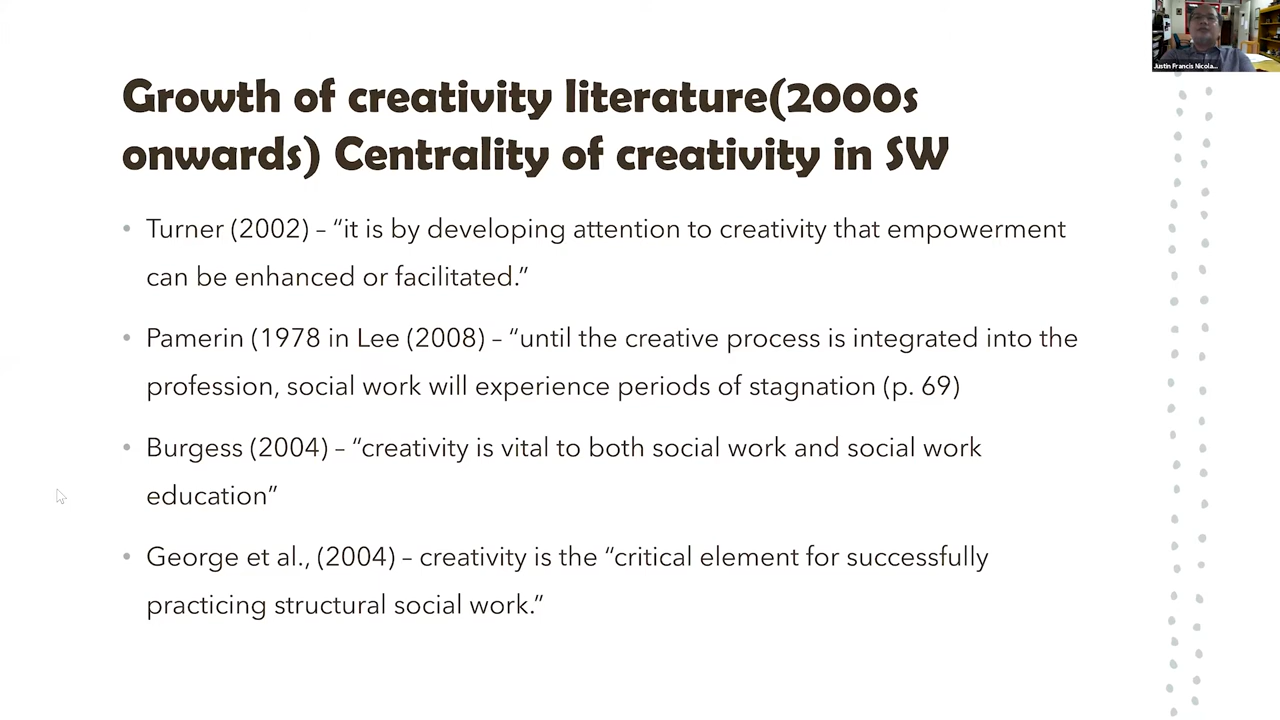 Justin Francis Nicola...
Growth of creativity literature(2000s
onwards) Centrality of creativity in SW
• Turner (2002) – “it is by developing attention to creativity that empowerment
can be enhanced or facilitated.”
• Pamerin (1978 in Lee (2008) – “until the creative process is integrated into the
profession, social work will experience periods of stagnation (p. 69)
• Burgess (2004) – “creativity is vital to both social work and social work
education”
• George et al., (2004) – creativity is the “critical element for successfully
practicing structural social work.”